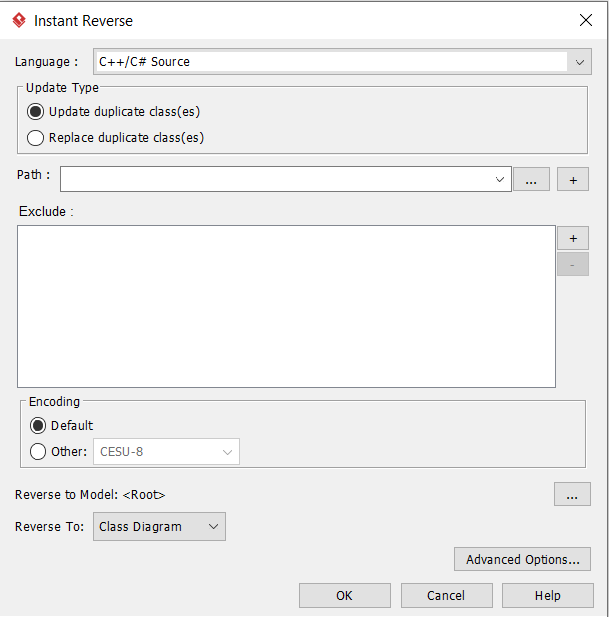 Instant Reverse
Language : C++/C# Source
Update Type
Update duplicate class(es)
Replace duplicate class(es)
Path : ... +
Exclude :
+
-
Encoding
Default
Other: CESU-8
Reverse to Model: <Root> ...
Reverse To: Class Diagram
Advanced Options...
OK Cancel Help